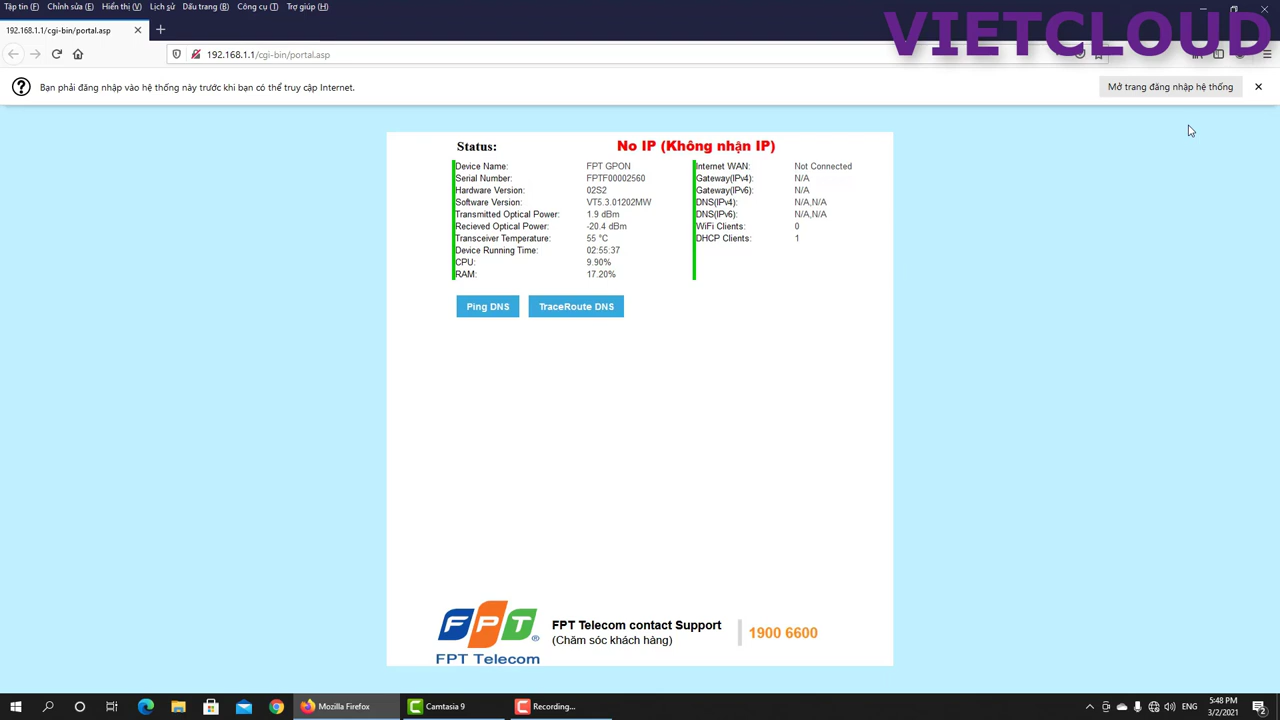 Tập tin (F) Chỉnh sửa (E) Hiển thị (V) Lịch sử Dấu trang (B) Công cụ (T) Trợ giúp (H)
192.168.1.1/cgi-bin/portal.asp
VIETCLOUD
192.168.1.1/cgi-bin/portal.asp
Bạn phải đăng nhập vào hệ thống này trước khi bạn có thể truy cập Internet.
Mở trang đăng nhập hệ thống
Status: No IP (Không nhận IP)
Device Name: FPT GPON Internet WAN: Not Connected
Serial Number: FPTF00002560 Gateway(IPv4): N/A
Hardware Version: 02S2 Gateway(IPv6): N/A
Software Version: VT5.3.01202MW DNS(IPv4): N/A,N/A
Transmitted Optical Power: 1.9 dBm DNS(IPv6): N/A,N/A
Recieved Optical Power: -20.4 dBm WiFi Clients: 0
Transceiver Temperature: 55 °C DHCP Clients: 1
Device Running Time: 02:55:37
CPU: 9.90%
RAM: 17.20%
Ping DNS TraceRoute DNS
FPT® FPT Telecom contact Support
(Chăm sóc khách hàng) 1900 6600
FPT Telecom
Mozilla Firefox Camtasia 9 Recording... ENG 5:48 PM
3/2/2021 2